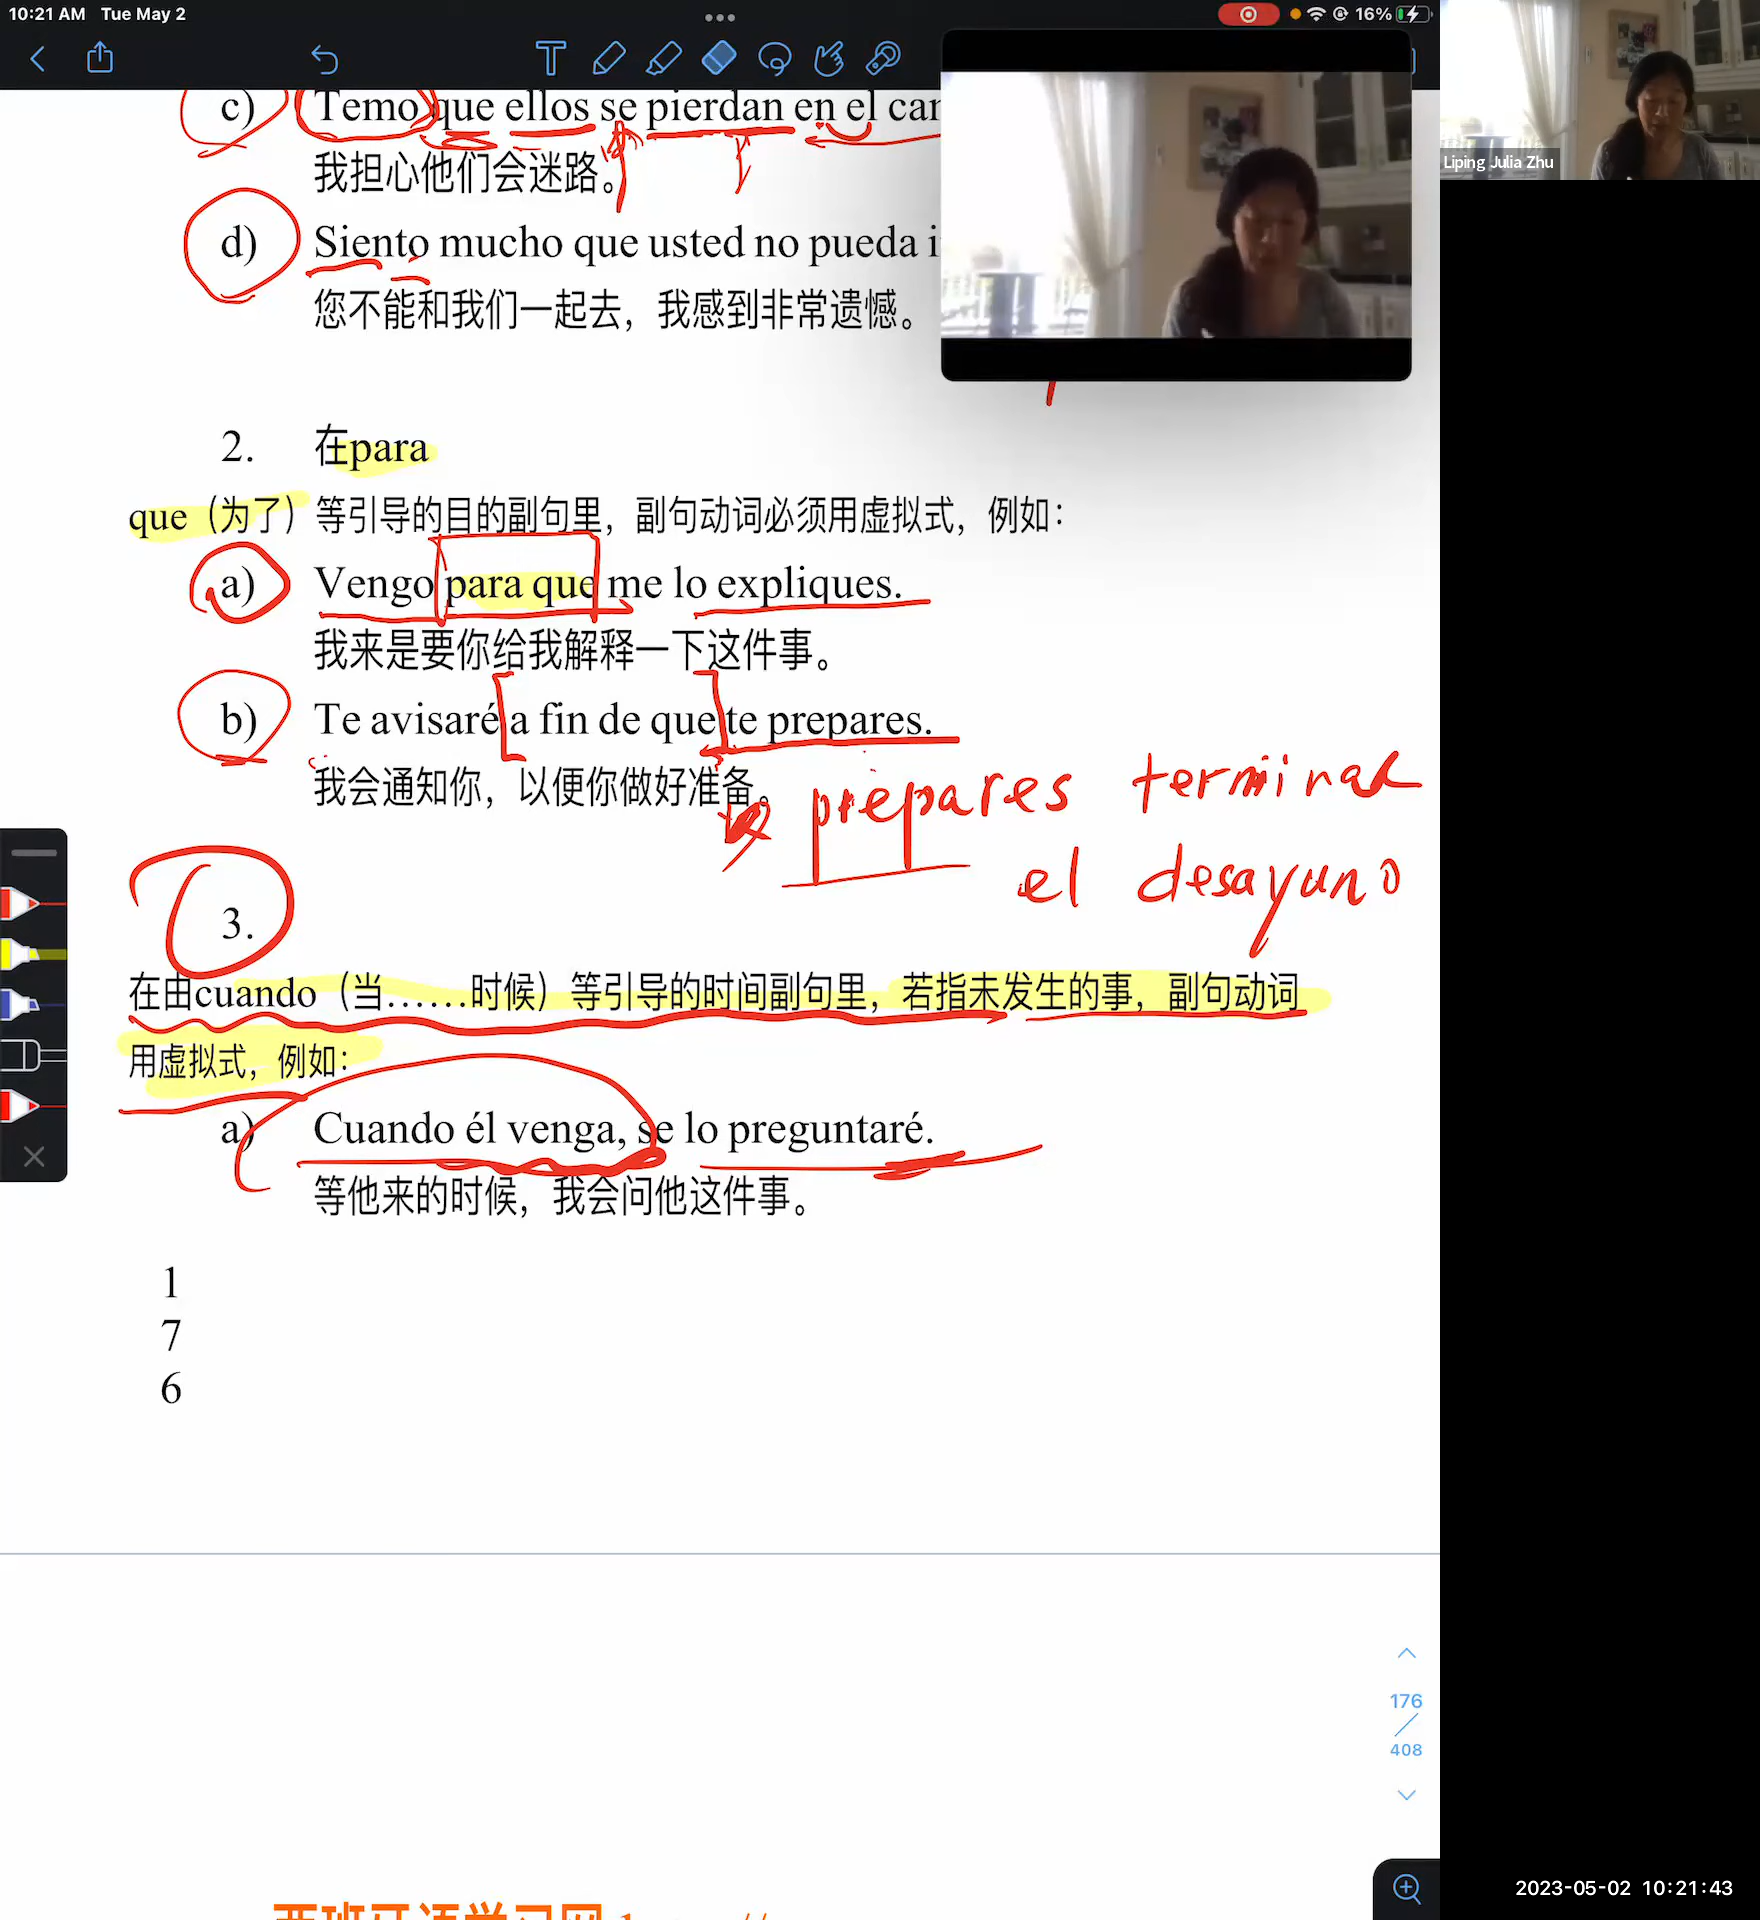 10:21 AM Tue May 2
16%
Liping Julia Zhu
c) Temo que ellos se pierdan en el
我担心他们会迷路。
d) Siento mucho que usted no pueda
您不能和我们一起去，我感到非常遗憾。
2. 在para
que（为了）等引导的目的副句里，副句动词必须用虚拟式，例如：
a) Vengo para que me lo expliques.
我来是要你给我解释一下这件事。
b) Te avisaré a fin de que te prepares.
我会通知你，以便你做好准备。
prepares terminar
el desayuno
3.
在由cuando（当……时候）等引导的时间副句里，若指未发生的事，副句动词
用虚拟式，例如：
a) Cuando él venga, se lo preguntaré.
等他来的时候，我会问他这件事。
1
7
6
176
408
2023-05-02 10:21:43